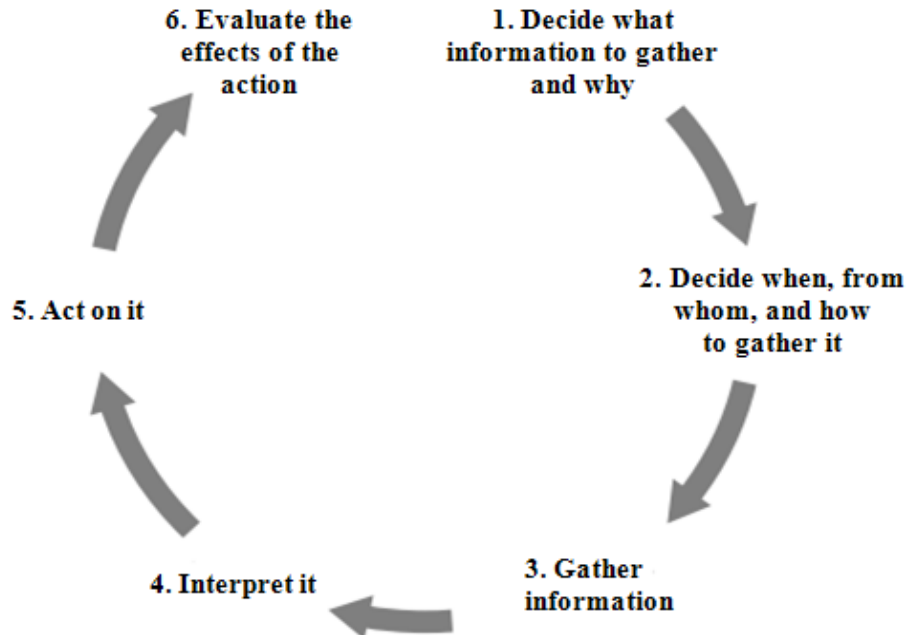 1. Decide what
information to gather
and why
2. Decide when, from
whom, and how
to gather it
3. Gather
information
4. Interpret it
5. Act on it
6. Evaluate the
effects of the
action